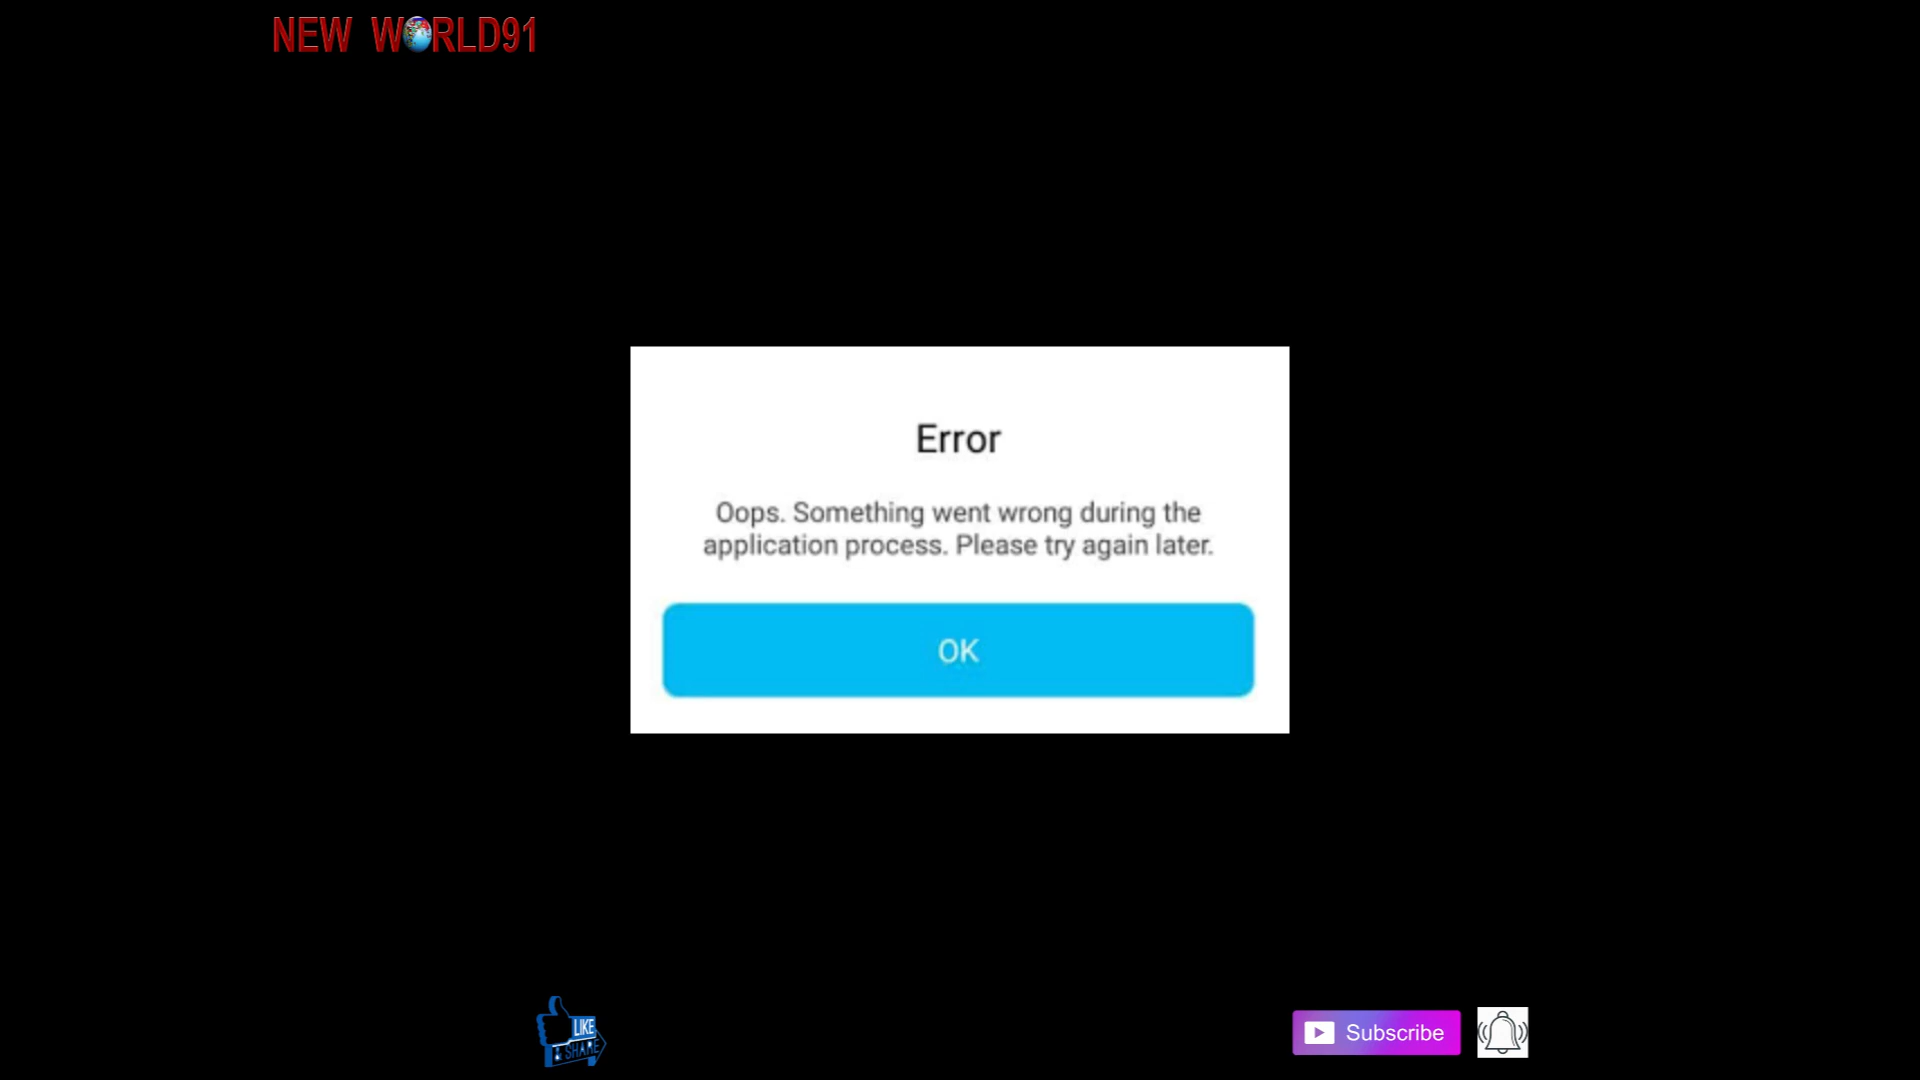 NEW WORLD91
Error
Oops. Something went wrong during the
application process. Please try again later.
OK
LIKE
& SHARE
Subscribe